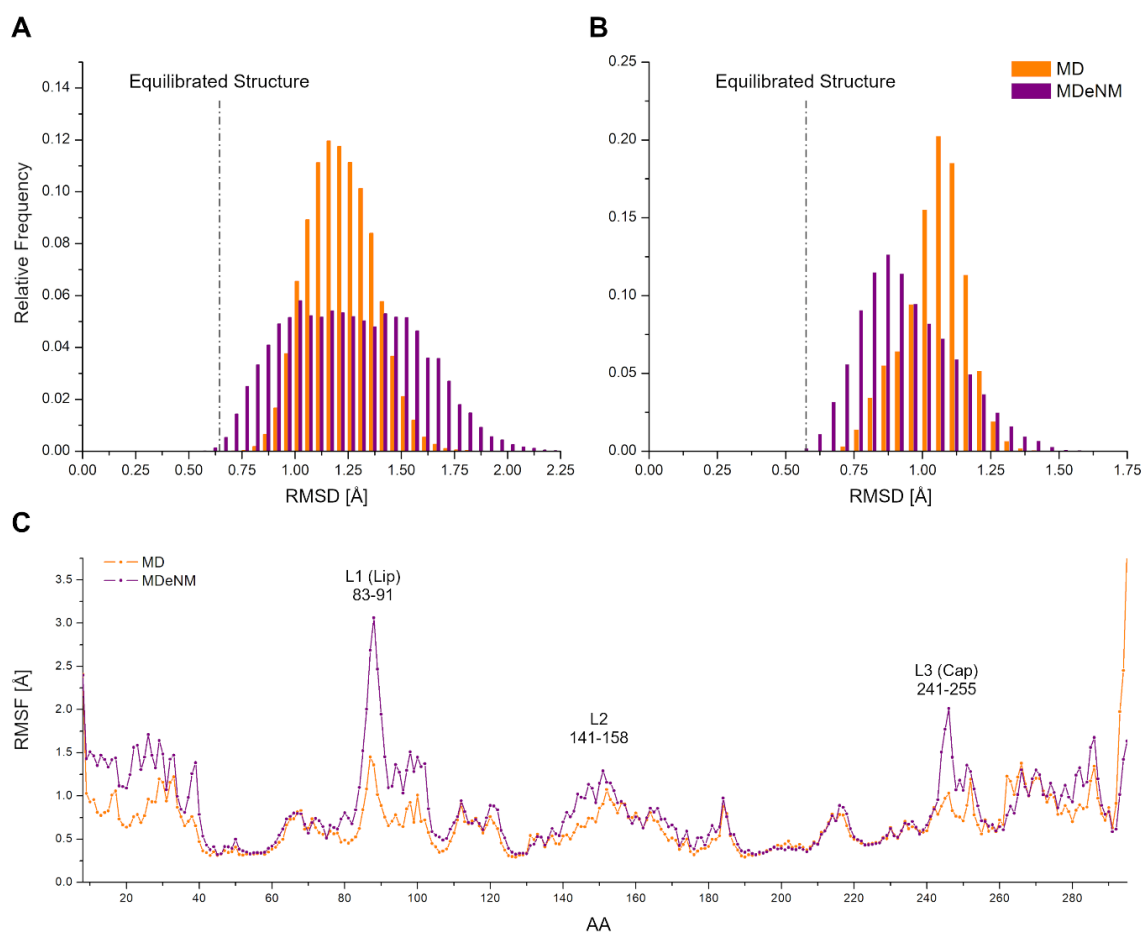 A
Equilibrated Structure
0.14
0.12
0.10
0.08
0.06
0.04
0.02
0.00
Relative Frequency
0.00 0.25 0.50 0.75 1.00 1.25 1.50 1.75 2.00 2.25
RMSD [Å]
B
MD
MDeNM
Equilibrated Structure
0.25
0.20
0.15
0.10
0.05
0.00
0.00 0.25 0.50 0.75 1.00 1.25 1.50 1.75
RMSD [Å]
C
MD
MDeNM
L1 (Lip)
83-91
L2
141-158
L3 (Cap)
241-255
3.5
3.0
2.5
2.0
1.5
1.0
0.5
0.0
RMSF [Å]
20 40 60 80 100 120 140 160 180 200 220 240 260 280
AA